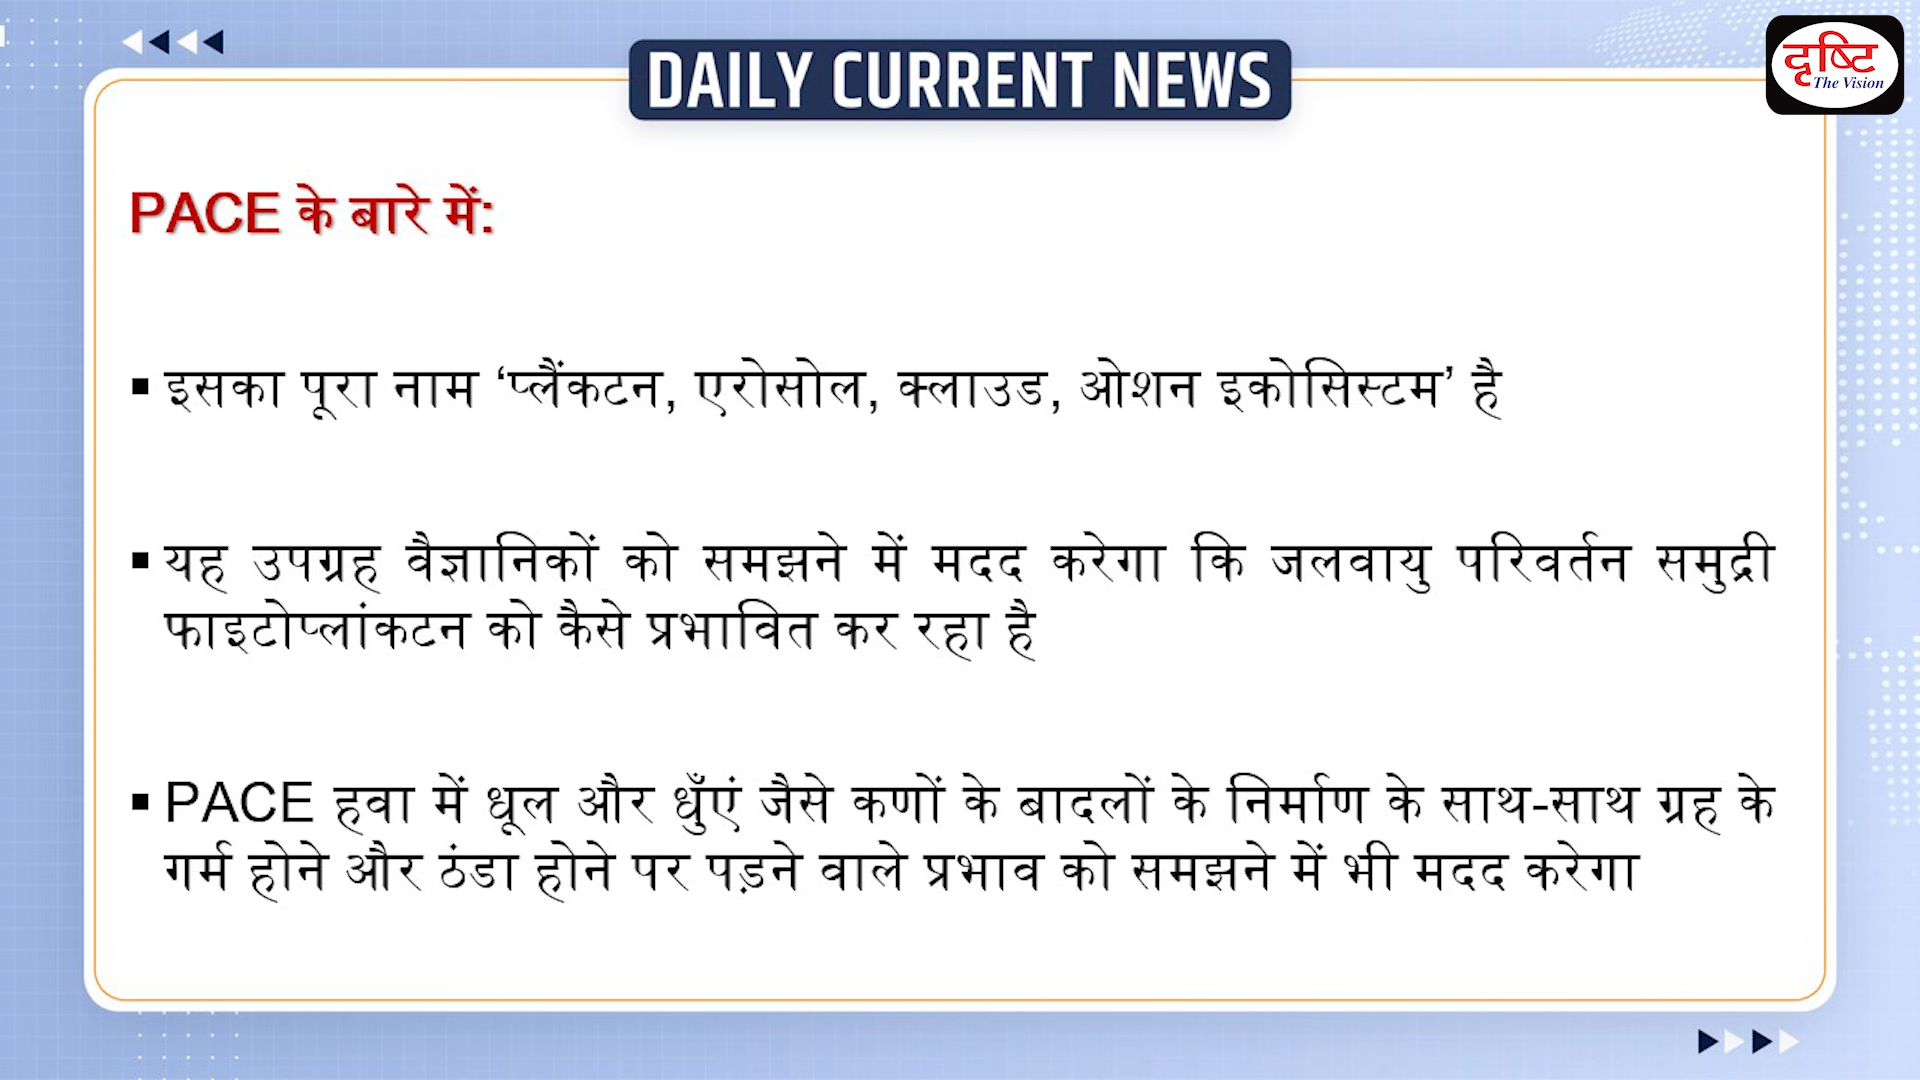 DAILY CURRENT NEWS
दृष्टि
The Vision
PACE के बारे में:
▪ इसका पूरा नाम ‘प्लैंकटन, एरोसोल, क्लाउड, ओशन इकोसिस्टम’ है
▪ यह उपग्रह वैज्ञानिकों को समझने में मदद करेगा कि जलवायु परिवर्तन समुद्री
फाइटोप्लांकटन को कैसे प्रभावित कर रहा है
▪ PACE हवा में धूल और धुँएं जैसे कणों के बादलों के निर्माण के साथ-साथ ग्रह के
गर्म होने और ठंडा होने पर पड़ने वाले प्रभाव को समझने में भी मदद करेगा